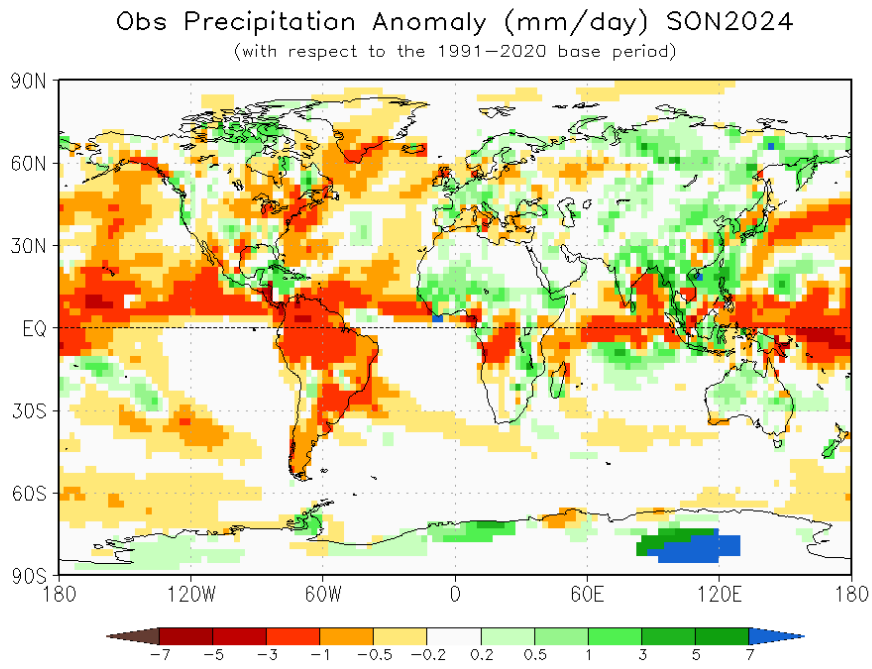 Obs Precipitation Anomaly (mm/day) SON2024
(with respect to the 1991–2020 base period)
90N
60N
30N
EQ
30S
60S
90S
180 120W 60W 0 60E 120E 180
−7 −5 −3 −1 −0.5 −0.2 0.2 0.5 1 3 5 7